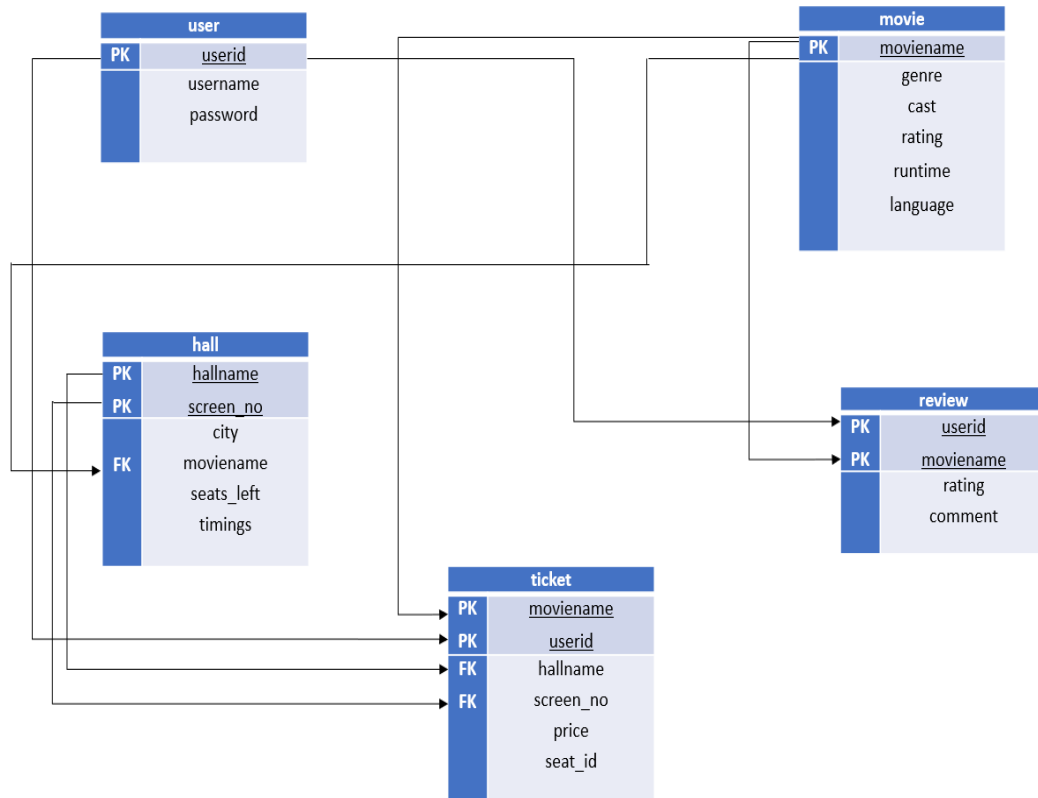 user
PK userid
username
password
movie
PK moviename
genre
cast
rating
runtime
language
hall
PK hallname
PK screen_no
city
FK moviename
seats_left
timings
review
PK userid
PK moviename
rating
comment
ticket
PK moviename
PK userid
FK hallname
FK screen_no
price
seat_id